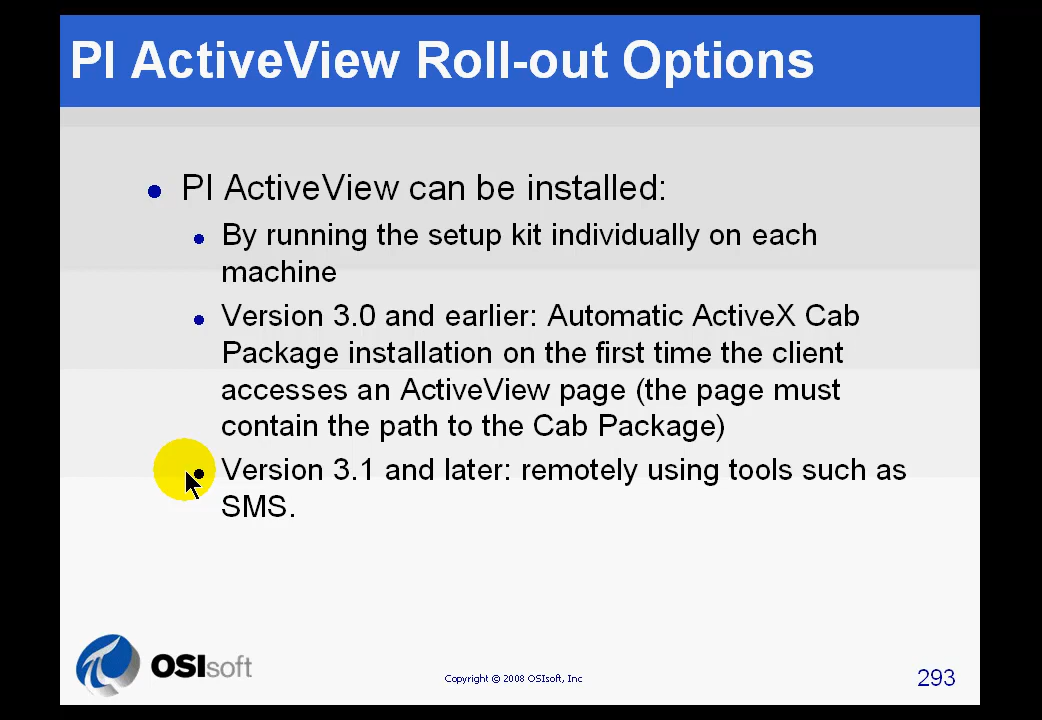 PI ActiveView Roll-out Options
PI ActiveView can be installed:
By running the setup kit individually on each
machine
Version 3.0 and earlier: Automatic ActiveX Cab
Package installation on the first time the client
accesses an ActiveView page (the page must
contain the path to the Cab Package)
Version 3.1 and later: remotely using tools such as
SMS.
OSIsoft
Copyright © 2008 OSIsoft, Inc
293